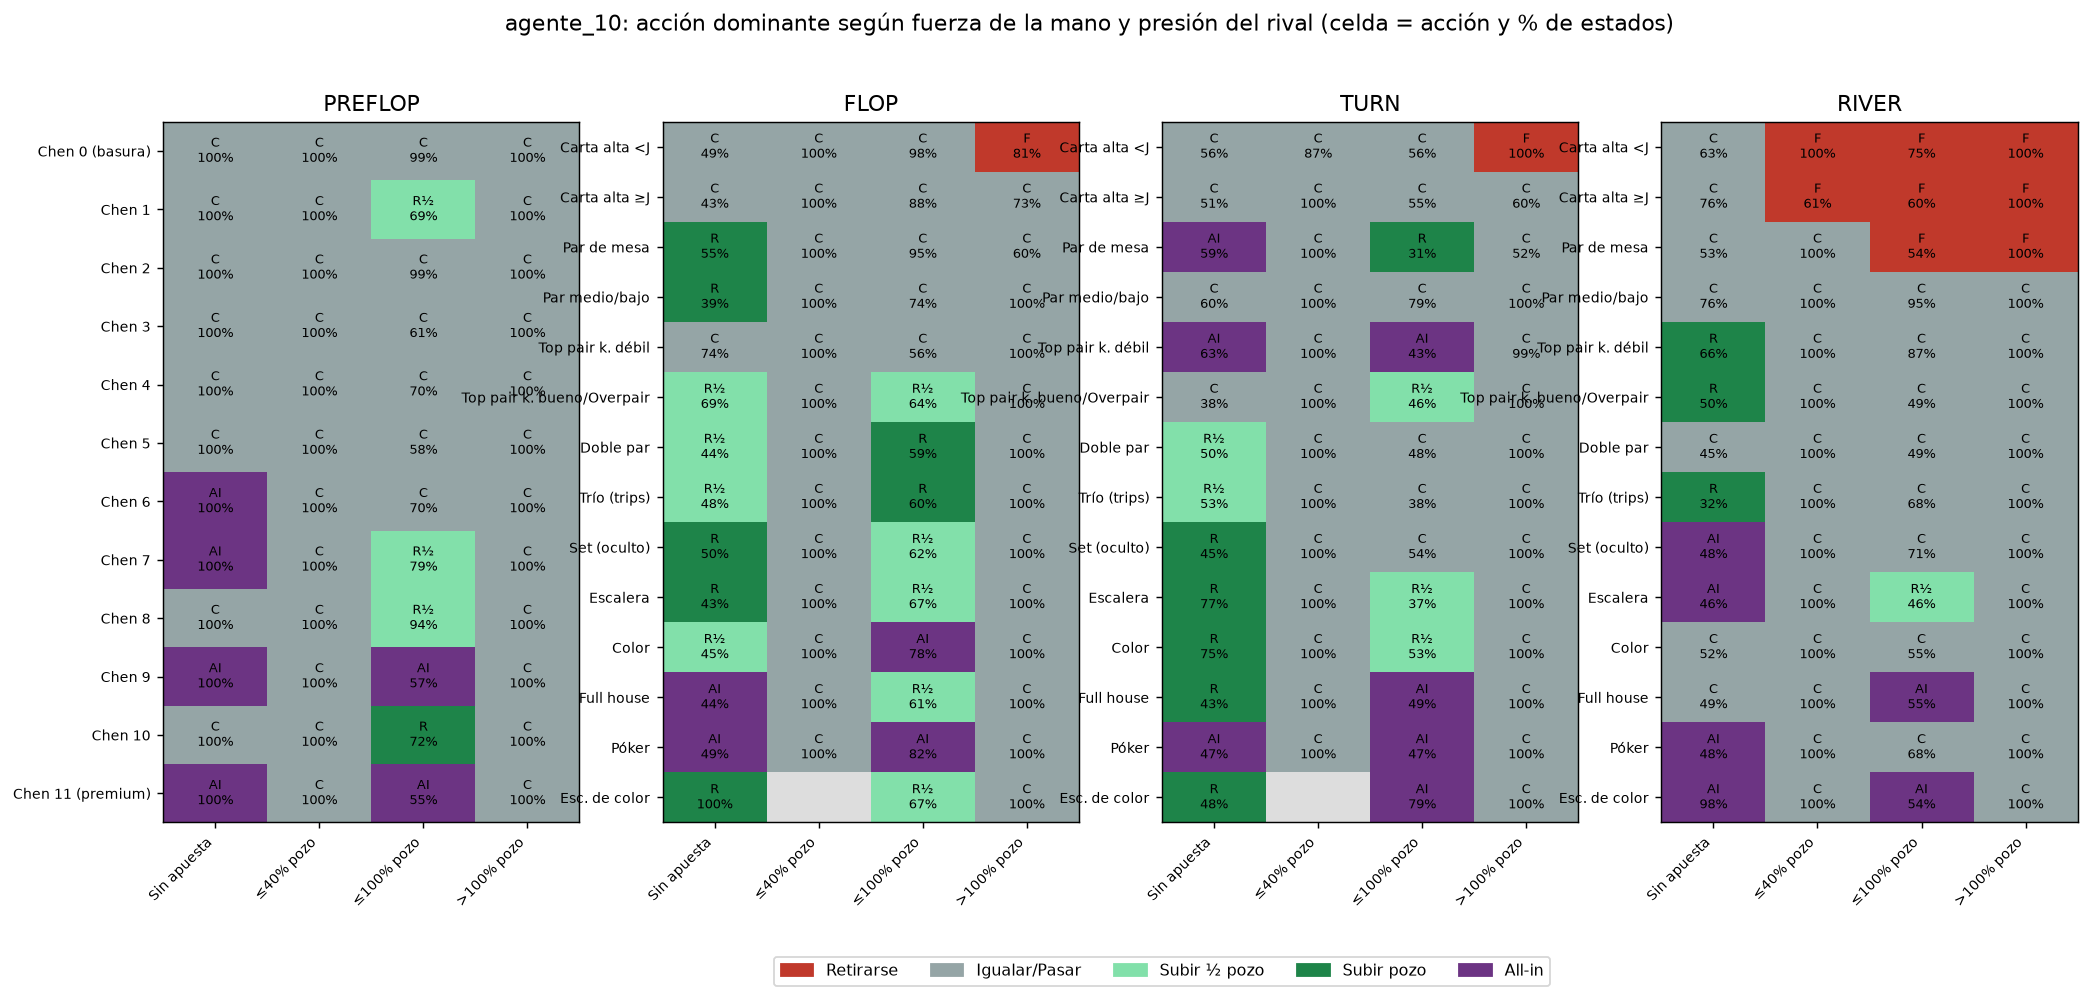 agente_10: acción dominante según fuerza de la mano y presión del rival (celda = acción y % de estados)
PREFLOP
Chen 0 (basura)
C C C C
100% 100% 99% 100%
Chen 1
C C R½ C
100% 100% 69% 100%
Chen 2
C C C C
100% 100% 99% 100%
Chen 3
C C C C
100% 100% 61% 100%
Chen 4
C C C C
100% 100% 70% 100%
Chen 5
C C C C
100% 100% 58% 100%
Chen 6
AI C C C
100% 100% 70% 100%
Chen 7
AI C R½ C
100% 100% 79% 100%
Chen 8
C C R½ C
100% 100% 94% 100%
Chen 9
AI C AI C
100% 100% 57% 100%
Chen 10
C C R C
100% 100% 72% 100%
Chen 11 (premium)
AI C AI C
100% 100% 55% 100%
Sin apuesta
≤40% pozo
≤100% pozo
>100% pozo
FLOP
Carta alta <J
C C C F
49% 100% 98% 81%
Carta alta ≥J
C C C C
43% 100% 88% 73%
Par de mesa
R C C C
55% 100% 95% 60%
Par medio/bajo
R C C C
39% 100% 74% 100%
Top pair k. débil
C C C C
74% 100% 56% 100%
Top pair k. bueno/Overpair
R½ C R½ C
69% 100% 64% 100%
Doble par
R½ C R C
44% 100% 59% 100%
Trío (trips)
R½ C R C
48% 100% 60% 100%
Set (oculto)
R C R½ C
50% 100% 62% 100%
Escalera
R C R½ C
43% 100% 67% 100%
Color
R½ C AI C
45% 100% 78% 100%
Full house
AI C R½ C
44% 100% 61% 100%
Póker
AI C AI C
49% 100% 82% 100%
Esc. de color
R R½ C
100% 67% 100%
Sin apuesta
≤40% pozo
≤100% pozo
>100% pozo
TURN
Carta alta <J
C C C F
56% 87% 56% 100%
Carta alta ≥J
C C C C
51% 100% 55% 60%
Par de mesa
AI C R C
59% 100% 31% 52%
Par medio/bajo
C C C C
60% 100% 79% 100%
Top pair k. débil
AI C AI C
63% 100% 43% 99%
Top pair k. bueno/Overpair
C C R½ C
38% 100% 46% 100%
Doble par
R½ C C C
50% 100% 48% 100%
Trío (trips)
R½ C C C
53% 100% 38% 100%
Set (oculto)
R C C C
45% 100% 54% 100%
Escalera
R C R½ C
77% 100% 37% 100%
Color
R C R½ C
75% 100% 53% 100%
Full house
R C AI C
43% 100% 49% 100%
Póker
AI C AI C
47% 100% 47% 100%
Esc. de color
R AI C
48% 79% 100%
Sin apuesta
≤40% pozo
≤100% pozo
>100% pozo
RIVER
Carta alta <J
C F F F
63% 100% 75% 100%
Carta alta ≥J
C F F F
76% 61% 60% 100%
Par de mesa
C C F F
53% 100% 54% 100%
Par medio/bajo
C C C C
76% 100% 95% 100%
Top pair k. débil
R C C C
66% 100% 87% 100%
Top pair k. bueno/Overpair
R C C C
50% 100% 49% 100%
Doble par
C C C C
45% 100% 49% 100%
Trío (trips)
R C C C
32% 100% 68% 100%
Set (oculto)
AI C C C
48% 100% 71% 100%
Escalera
AI C R½ C
46% 100% 46% 100%
Color
C C C C
52% 100% 55% 100%
Full house
C C AI C
49% 100% 55% 100%
Póker
AI C C C
48% 100% 68% 100%
Esc. de color
AI C AI C
98% 100% 54% 100%
Sin apuesta
≤40% pozo
≤100% pozo
>100% pozo
Retirarse
Igualar/Pasar
Subir ½ pozo
Subir pozo
All-in